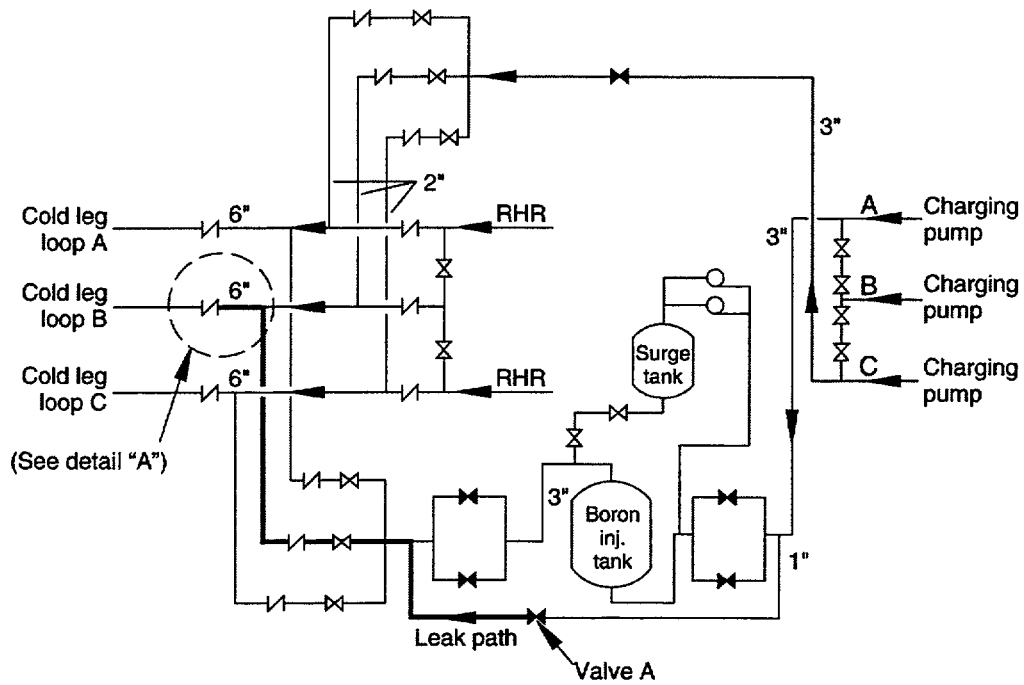 3"
2"
Cold leg
loop A
6"
RHR
A
Charging
pump
3"
Cold leg
loop B
6"
B
Charging
pump
Surge
tank
Cold leg
loop C
6"
RHR
C
Charging
pump
(See detail "A")
3"
Boron
inj.
tank
1"
Leak path
Valve A